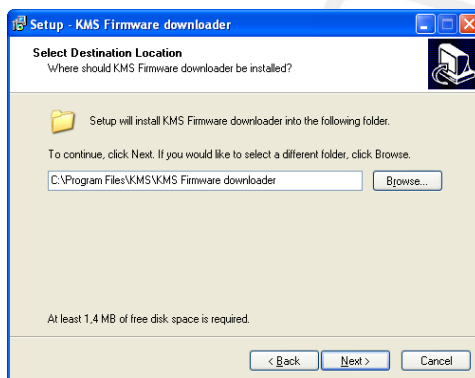 Setup - KMS Firmware downloader
Select Destination Location
Where should KMS Firmware downloader be installed?
Setup will install KMS Firmware downloader into the following folder.
To continue, click Next. If you would like to select a different folder, click Browse.
C:\Program Files\KMS\KMS Firmware downloader
Browse...
At least 1,4 MB of free disk space is required.
< Back
Next >
Cancel